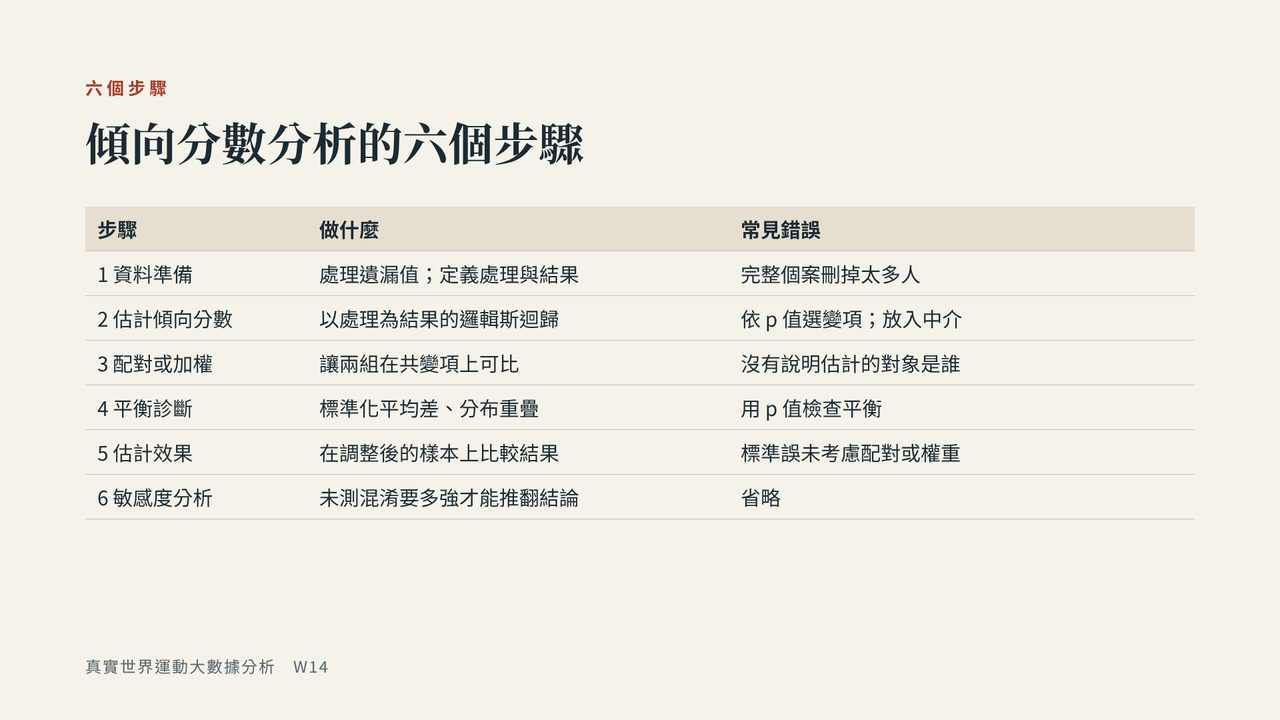 六個步驟
傾向分數分析的六個步驟
步驟 做什麼 常見錯誤
1 資料準備 處理遺漏值；定義處理與結果 完整個案刪掉太多人
2 估計傾向分數 以處理為結果的邏輯斯迴歸 依 p 值選變項；放入中介
3 配對或加權 讓兩組在共變項上可比 沒有說明估計的對象是誰
4 平衡診斷 標準化平均差、分布重疊 用 p 值檢查平衡
5 估計效果 在調整後的樣本上比較結果 標準誤未考慮配對或權重
6 敏感度分析 未測混淆要多強才能推翻結論 省略
真實世界運動大數據分析 W14